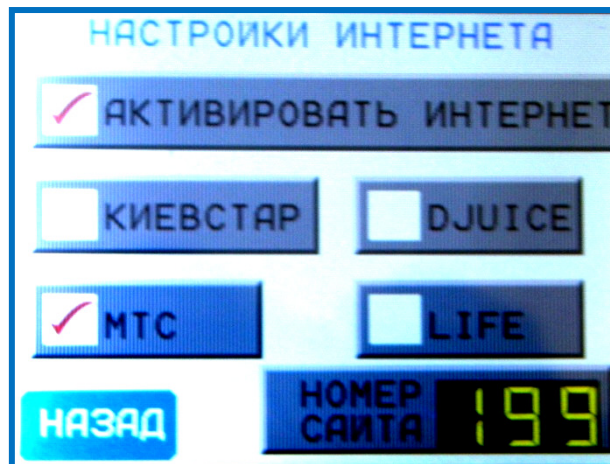 НАСТРОЙКИ ИНТЕРНЕТА
АКТИВИРОВАТЬ ИНТЕРНЕТ
КИЕВСТАР DJUICE
МТС LIFE
НАЗАД НОМЕР САЙТА 199